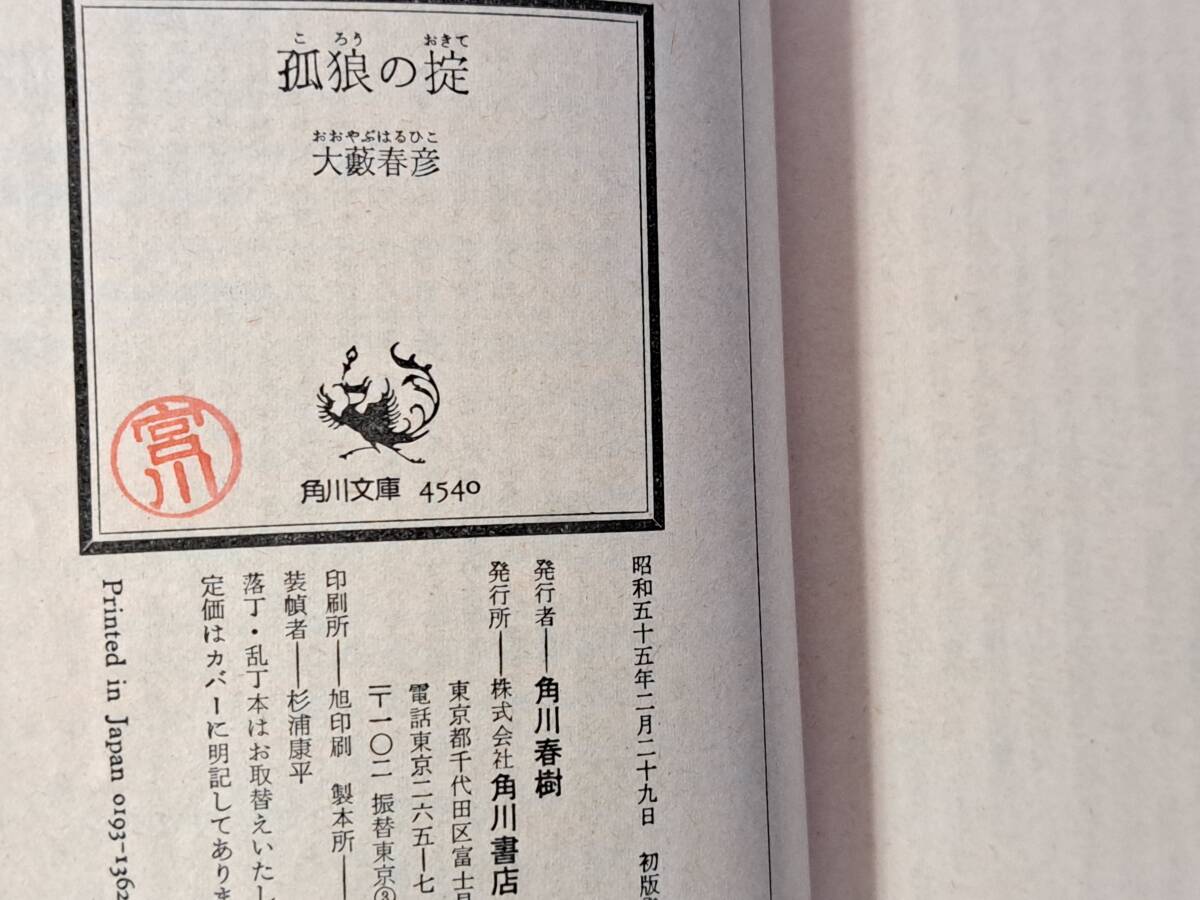 こ ろう おきて
孤狼の掟
おおやぶはるひこ
大藪春彦
宮川
角川文庫 4540
昭和五十五年二月二十九日 初版
発行者──角川春樹
発行所──株式会社 角川書店
東京都千代田区富士見
電話東京二六五―七
〒一〇二 振替東京③
印刷所──旭印刷 製本所──
装幀者──杉浦康平
落丁・乱丁本はお取替えいたし
定価はカバーに明記してありま
Printed in Japan 0193-1362